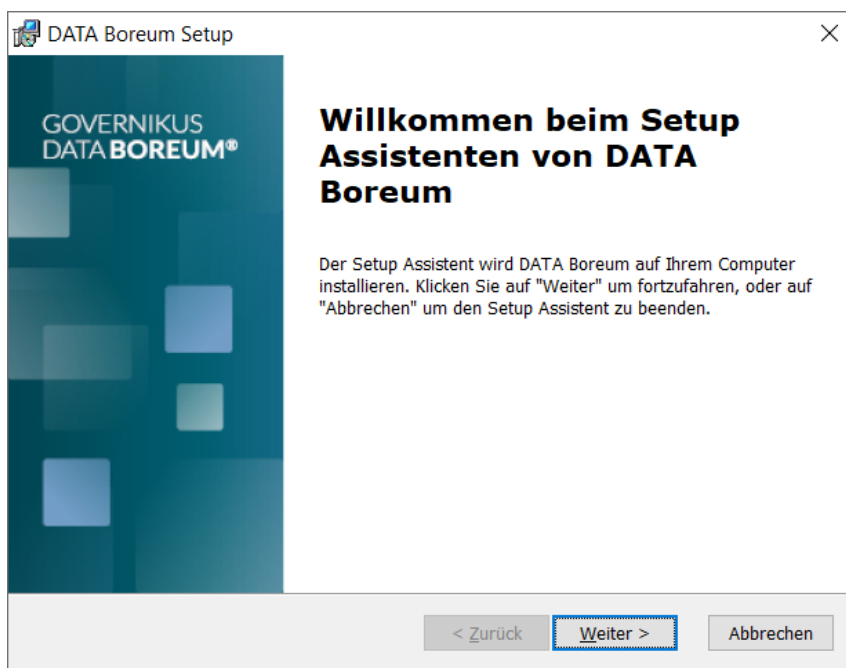 DATA Boreum Setup
GOVERNIKUS
DATA BOREUM®
Willkommen beim Setup
Assistenten von DATA
Boreum
Der Setup Assistent wird DATA Boreum auf Ihrem Computer
installieren. Klicken Sie auf "Weiter" um fortzufahren, oder auf
"Abbrechen" um den Setup Assistent zu beenden.
< Zurück
Weiter >
Abbrechen